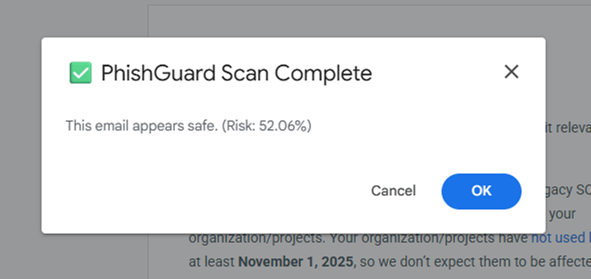 ✅ PhishGuard Scan Complete
This email appears safe. (Risk: 52.06%)
it releva
Cancel OK
gacy SC
your
organization/projects. Your organization/projects have not used
at least November 1, 2025, so we don't expect them to be affecte